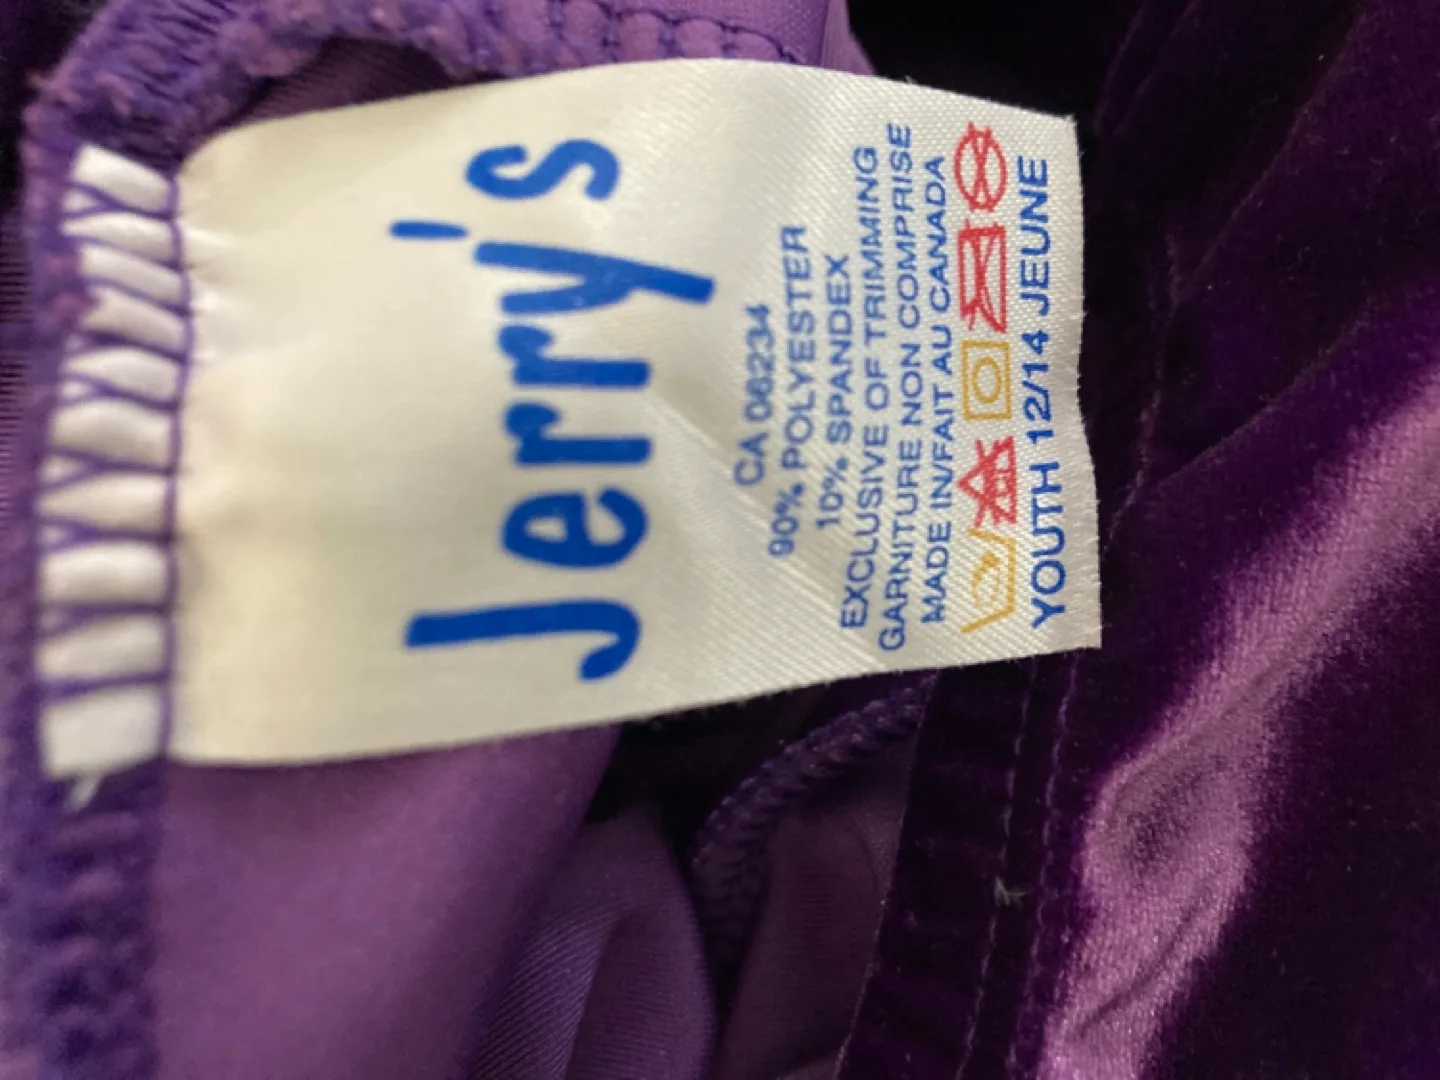 Jerry's
CA 08234
90% POLYESTER
10% SPANDEX
EXCLUSIVE OF TRIMMING
GARNITURE NON COMPRISE
MADE IN/FAIT AU CANADA
YOUTH 12/14 JEUNE